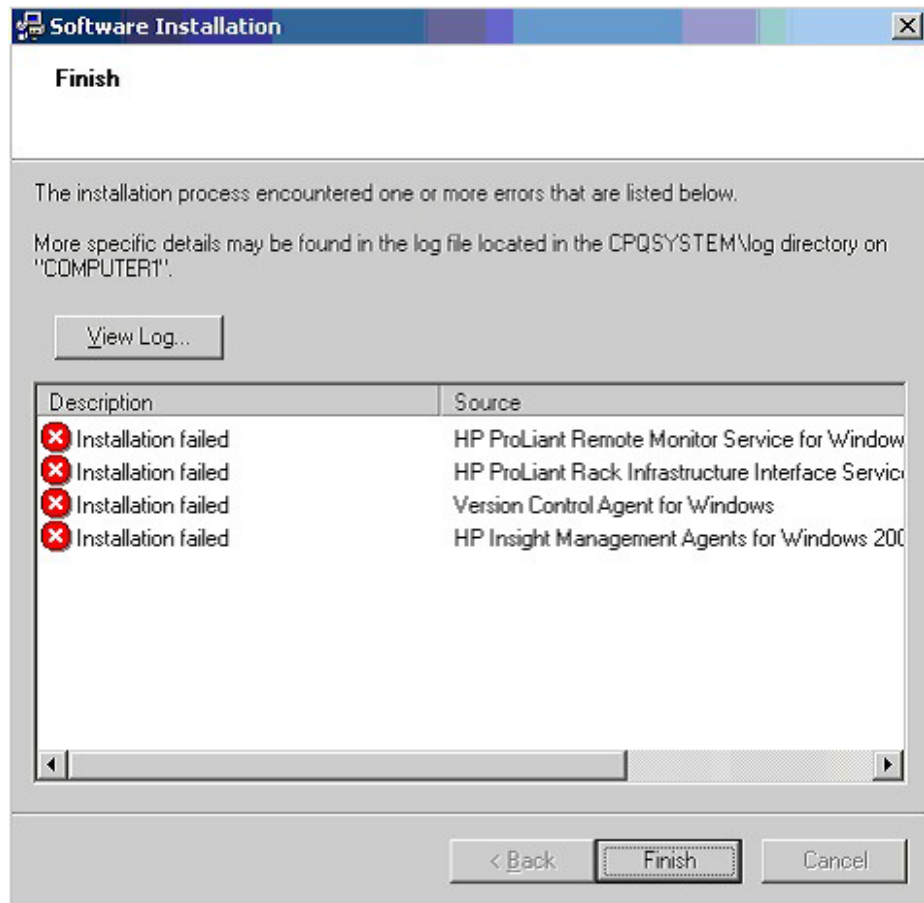 Software Installation
Finish
The installation process encountered one or more errors that are listed below.
More specific details may be found in the log file located in the CPQSYSTEM\log directory on
"COMPUTER1".
View Log...
Description Source
Installation failed HP ProLiant Remote Monitor Service for Window
Installation failed HP ProLiant Rack Infrastructure Interface Servic
Installation failed Version Control Agent for Windows
Installation failed HP Insight Management Agents for Windows 200
< Back Finish Cancel